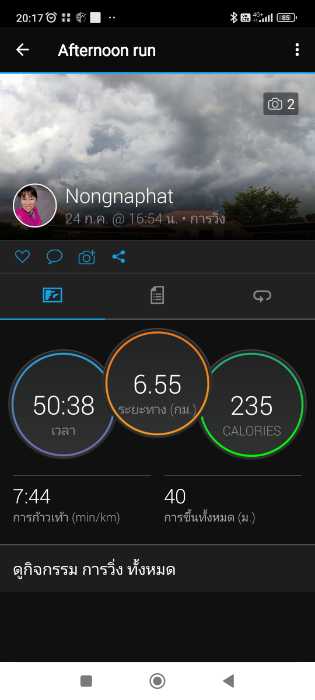 20:17
4G+
65
Afternoon run
2
Nongnaphat
24 ก.ค. @ 16:54 น. • การวิ่ง
50:38
เวลา
6.55
ระยะทาง (กม.)
235
CALORIES
7:44
การก้าวเท้า (min/km)
40
การขึ้นทั้งหมด (ม.)
ดูกิจกรรม การวิ่ง ทั้งหมด